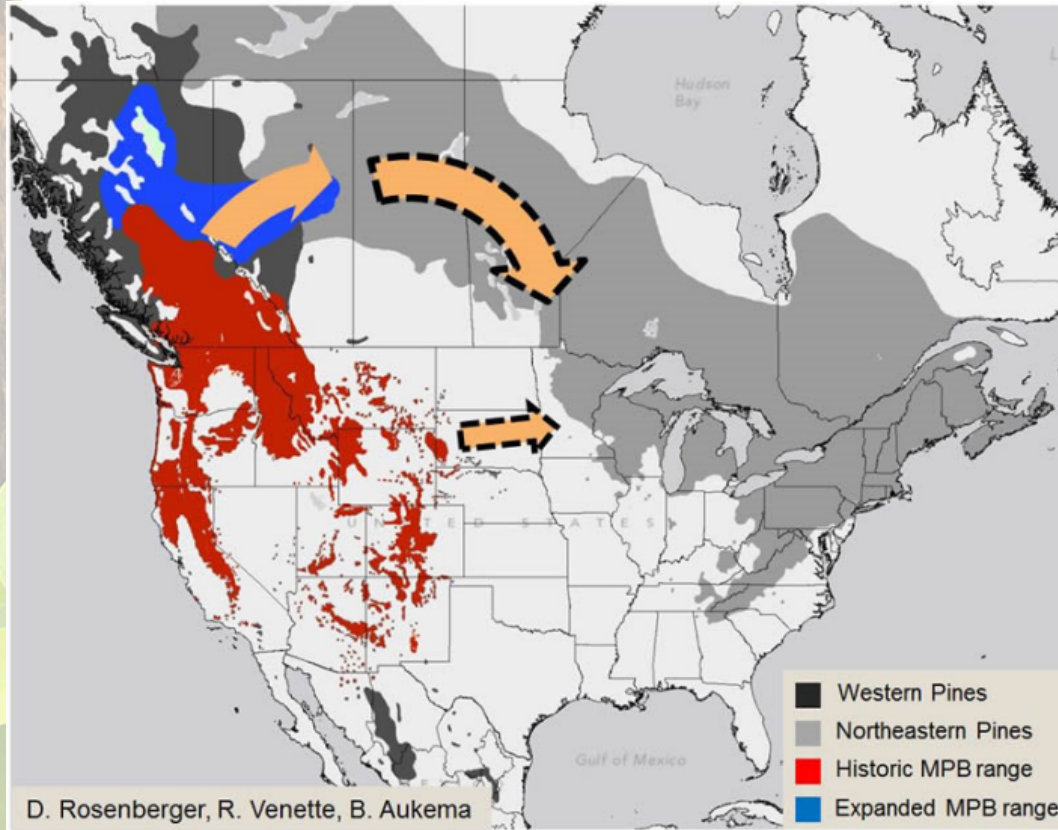 Hudson
Bay
UNITED STATES
Gulf of Mexico
Western Pines
Northeastern Pines
Historic MPB range
Expanded MPB range
D. Rosenberger, R. Venette, B. Aukema